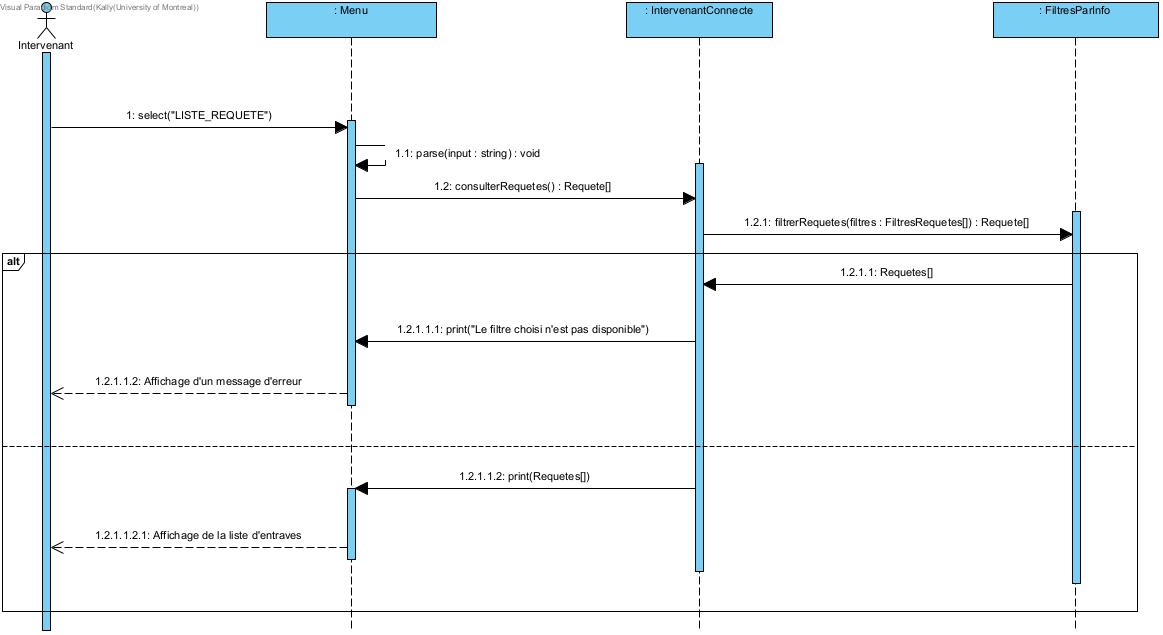 Visual Paradigm Standard(Kally(University of Montreal))
Intervenant
: Menu
: IntervenantConnecte
: FiltresParInfo
1: select("LISTE_REQUETE")
1.1: parse(input : string) : void
1.2: consulterRequetes() : Requete[]
1.2.1: filtrerRequetes(filtres : FiltresRequetes[]) : Requete[]
alt
1.2.1.1: Requetes[]
1.2.1.1.1: print("Le filtre choisi n'est pas disponible")
1.2.1.1.2: Affichage d'un message d'erreur
1.2.1.1.2: print(Requetes[])
1.2.1.1.2.1: Affichage de la liste d'entraves